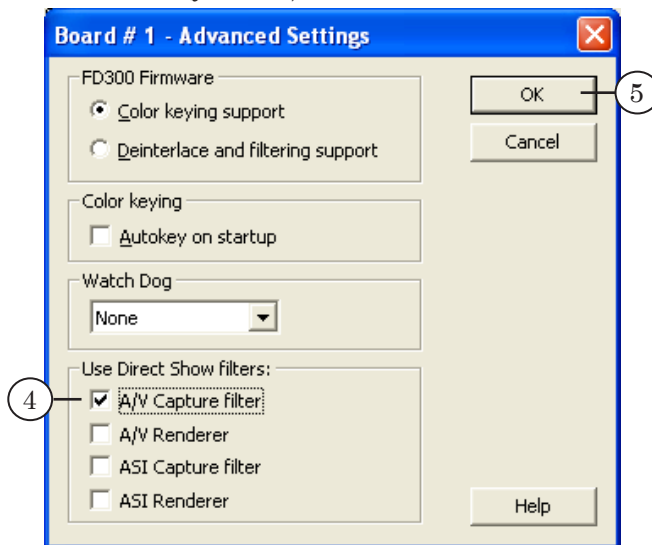 Board # 1 - Advanced Settings
FD300 Firmware
Color keying support
Deinterlace and filtering support
OK
5
Cancel
Color keying
Autokey on startup
Watch Dog
None
Use Direct Show filters:
4
A/V Capture filter
A/V Renderer
ASI Capture filter
ASI Renderer
Help